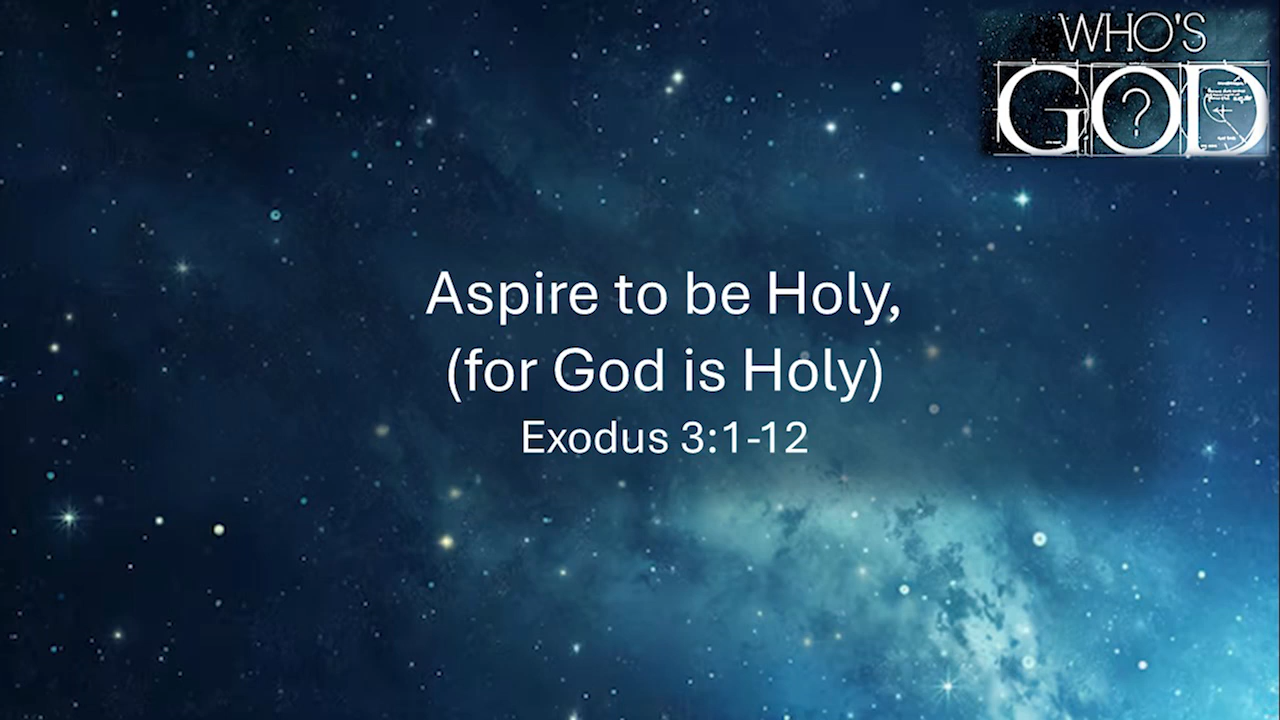 WHO'S
GOD
?
Aspire to be Holy,
(for God is Holy)
Exodus 3:1-12